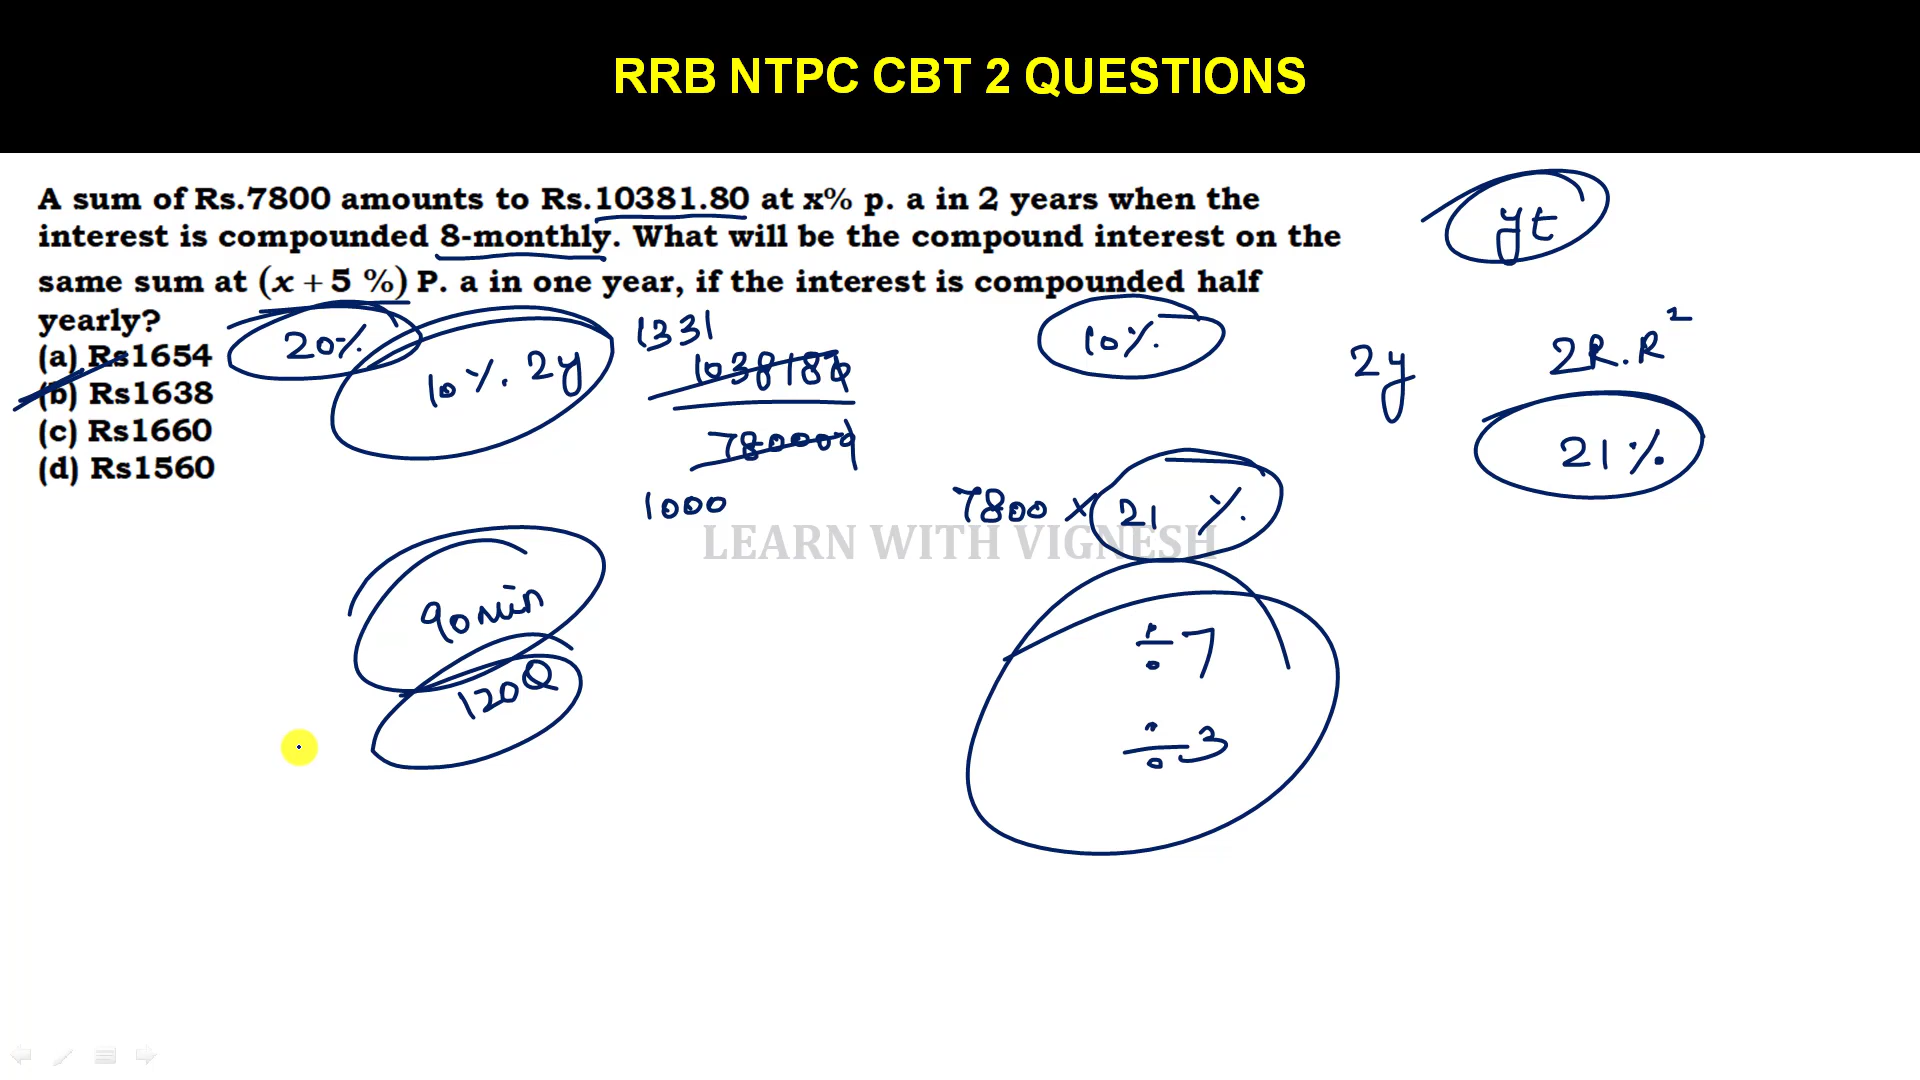 RRB NTPC CBT 2 QUESTIONS
A sum of Rs.7800 amounts to Rs.10381.80 at x% p. a in 2 years when the
interest is compounded 8-monthly. What will be the compound interest on the
same sum at (x + 5 %) P. a in one year, if the interest is compounded half
yearly?
(a) Rs1654
(b) Rs1638
(c) Rs1660
(d) Rs1560
yt
20%
10%. 2y
1331
1038180
780000
1000
10%.
2y
2R.R²
21%.
7800 × 21 %.
LEARN WITH VIGNESH
90 min
120Q
÷7
÷3